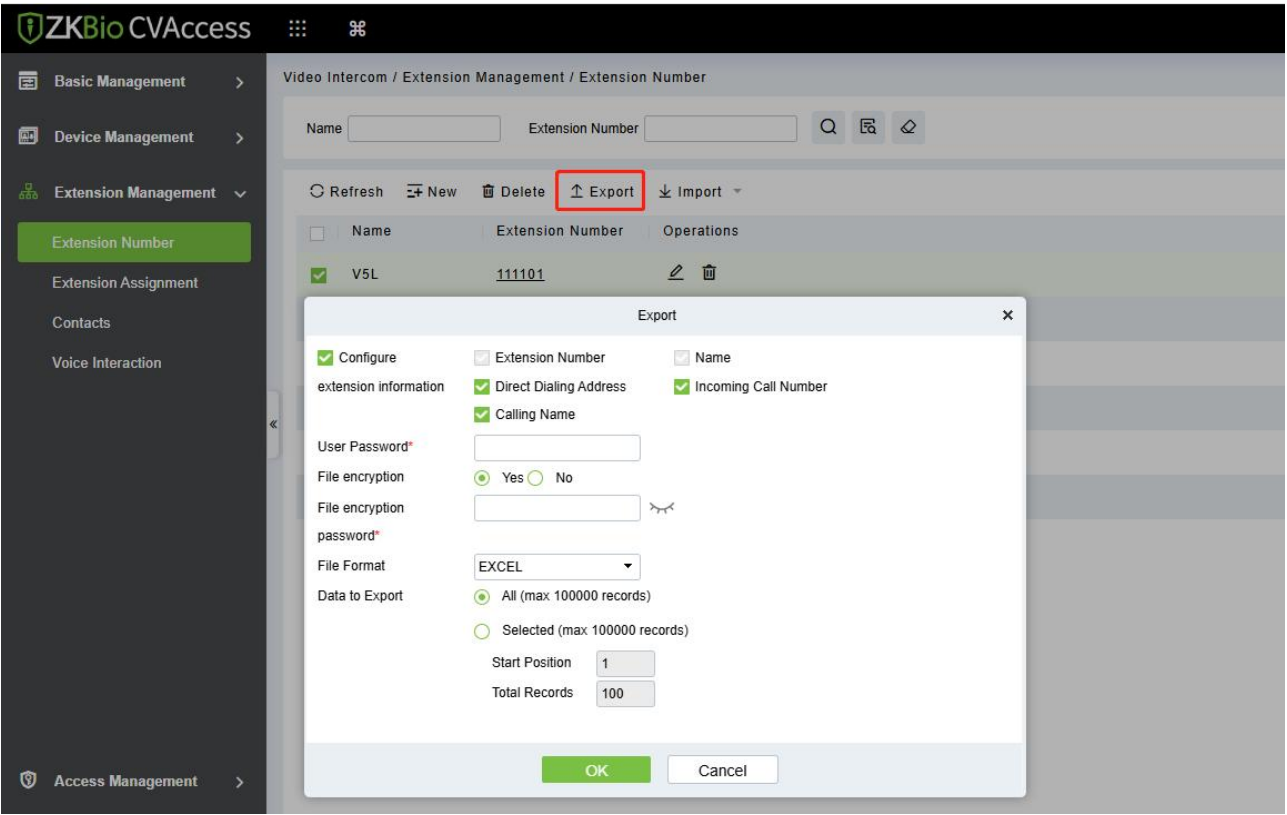 ZKBio CVAccess
Basic Management
Device Management
Extension Management
Extension Number
Extension Assignment
Contacts
Voice Interaction
Access Management
Video Intercom / Extension Management / Extension Number
Name Extension Number
Refresh New Delete Export Import
Name Extension Number Operations
V5L 111101
Export
Configure Extension Number Name
extension information Direct Dialing Address Incoming Call Number
Calling Name
User Password*
File encryption Yes No
File encryption
password*
File Format EXCEL
Data to Export All (max 100000 records)
Selected (max 100000 records)
Start Position 1
Total Records 100
OK Cancel